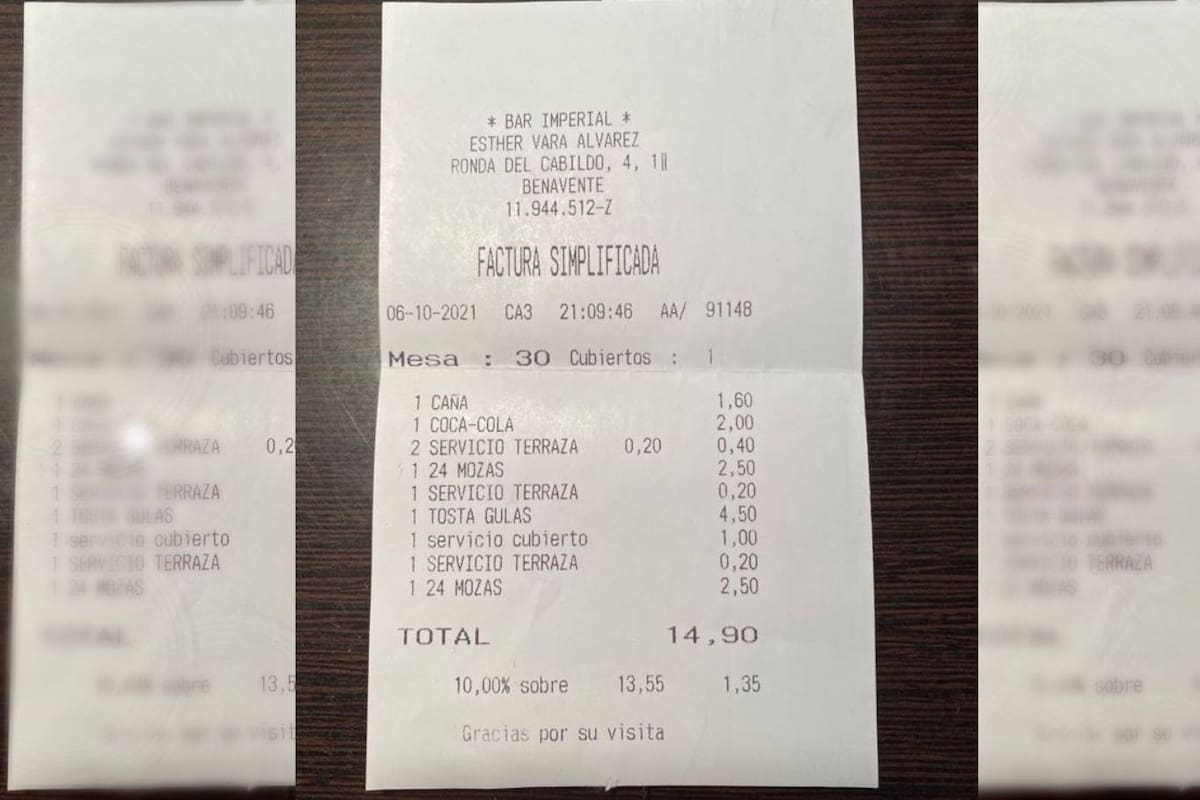 * BAR IMPERIAL *
ESTHER VARA ALVAREZ
RONDA DEL CABILDO, 4, 1
BENAVENTE
11.944.512-Z
FACTURA SIMPLIFICADA
06-10-2021 CA3 21:09:46 AA/ 91148
Mesa : 30 Cubiertos : 1
1 CAÑA 1,60
1 COCA-COLA 2,00
2 SERVICIO TERRAZA 0,20 0,40
1 24 MOZAS 2,50
1 SERVICIO TERRAZA 0,20
1 TOSTA GULAS 4,50
1 servicio cubierto 1,00
1 SERVICIO TERRAZA 0,20
1 24 MOZAS 2,50
TOTAL 14,90
10,00% sobre 13,55 1,35
Gracias por su visita